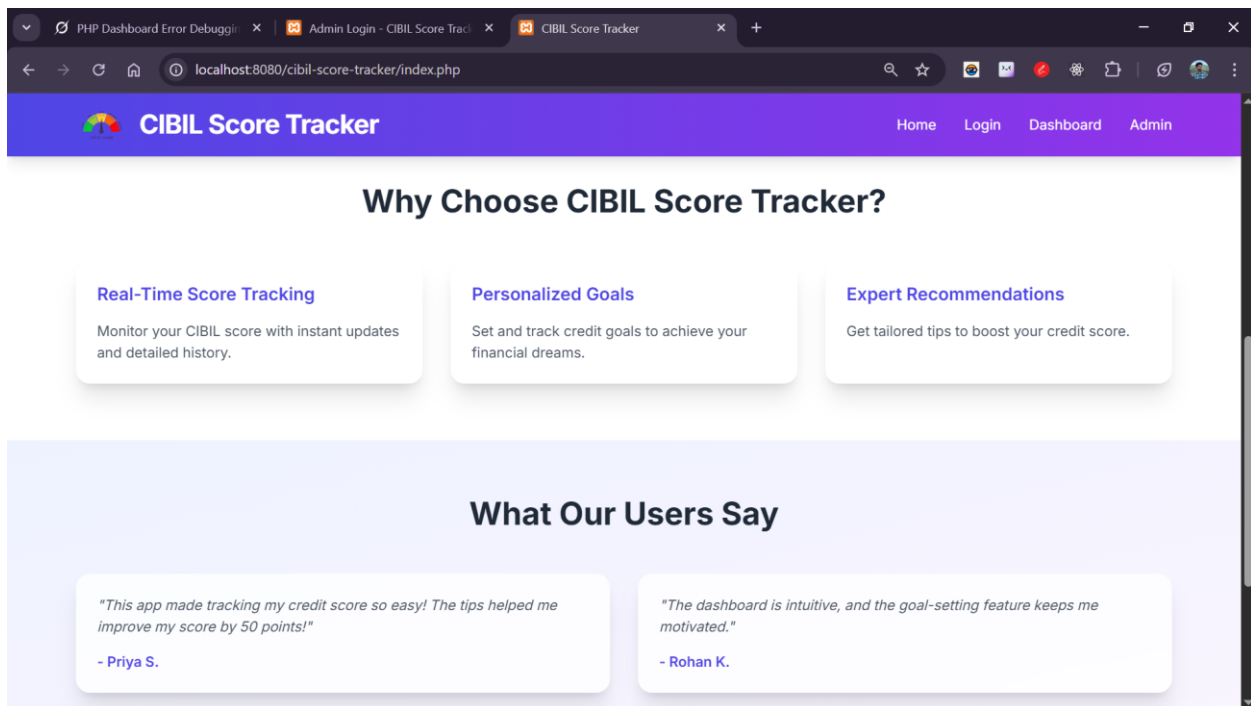 PHP Dashboard Error Debuggin
Admin Login - CIBIL Score Track
CIBIL Score Tracker
localhost:8080/cibil-score-tracker/index.php
CIBIL Score Tracker
Home Login Dashboard Admin
Why Choose CIBIL Score Tracker?
Real-Time Score Tracking
Monitor your CIBIL score with instant updates
and detailed history.
Personalized Goals
Set and track credit goals to achieve your
financial dreams.
Expert Recommendations
Get tailored tips to boost your credit score.
What Our Users Say
"This app made tracking my credit score so easy! The tips helped me
improve my score by 50 points!"
- Priya S.
"The dashboard is intuitive, and the goal-setting feature keeps me
motivated."
- Rohan K.